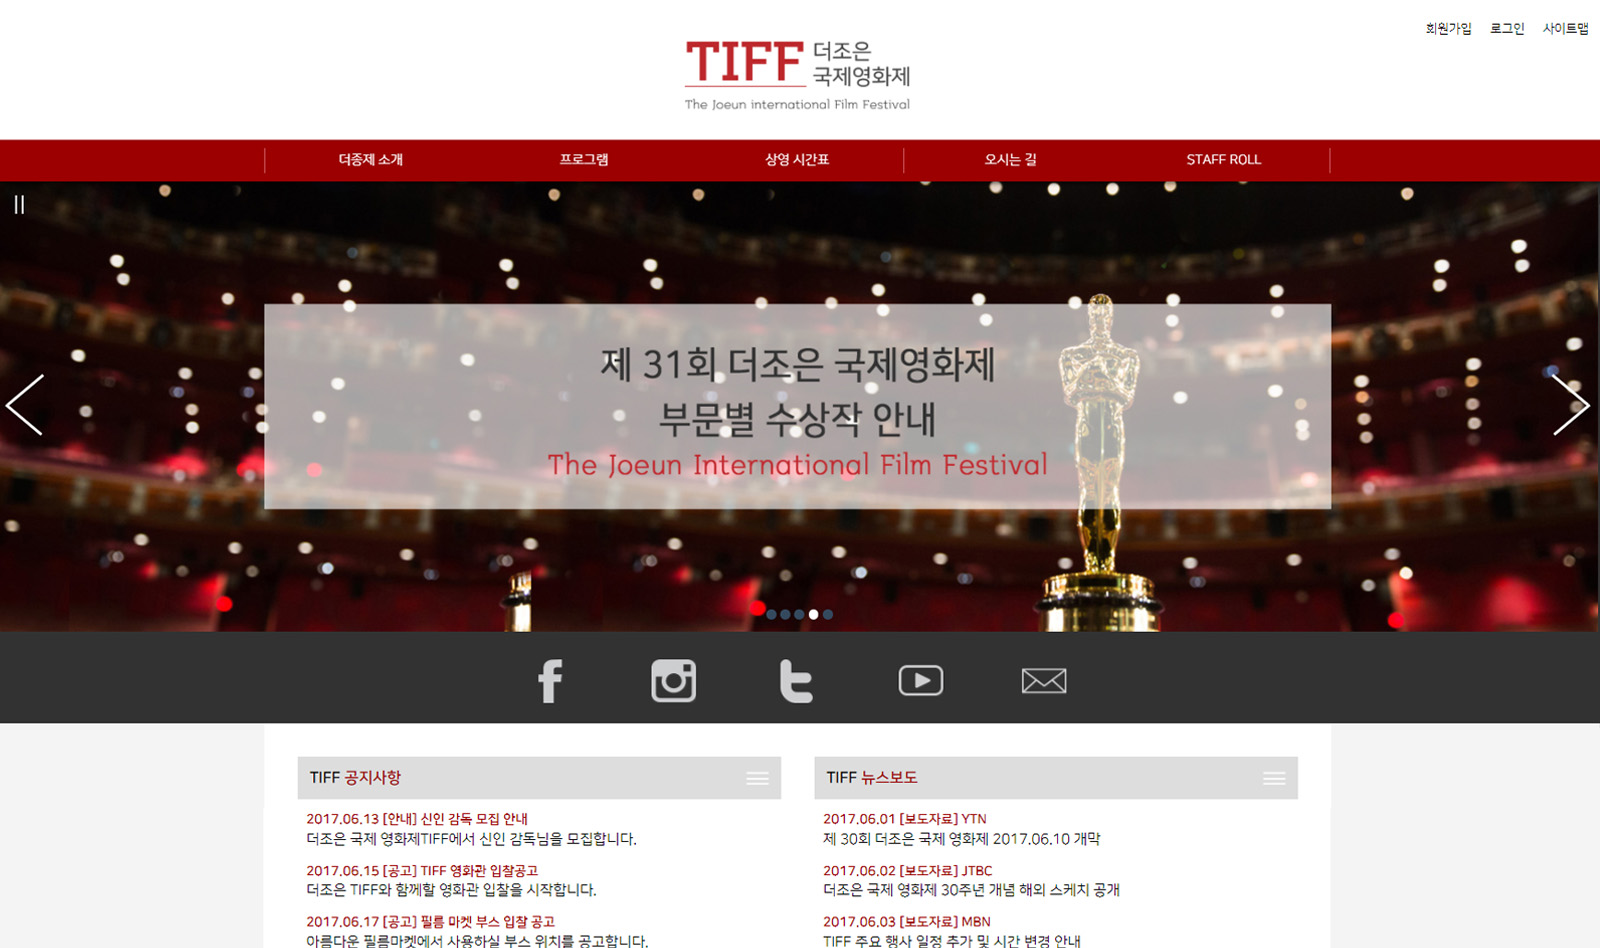 회원가입 로그인 사이트맵
TIFF 더조은
국제영화제
The Joeun international Film Festival
더종제 소개 프로그램 상영 시간표 오시는 길 STAFF ROLL
제 31회 더조은 국제영화제
부문별 수상작 안내
The Joeun International Film Festival
TIFF 공지사항
2017.06.13 [안내] 신인 감독 모집 안내
더조은 국제 영화제TIFF에서 신인 감독님을 모집합니다.
2017.06.15 [공고] TIFF 영화관 입찰공고
더조은 TIFF와 함께할 영화관 입찰을 시작합니다.
2017.06.17 [공고] 필름 마켓 부스 입찰 공고
아름다운 필름마켓에서 사용하실 부스 위치를 공고합니다.
TIFF 뉴스보도
2017.06.01 [보도자료] YTN
제 30회 더조은 국제 영화제 2017.06.10 개막
2017.06.02 [보도자료] JTBC
더조은 국제 영화제 30주년 개념 해외 스케치 공개
2017.06.03 [보도자료] MBN
TIFF 주요 행사 일정 추가 및 시간 변경 안내